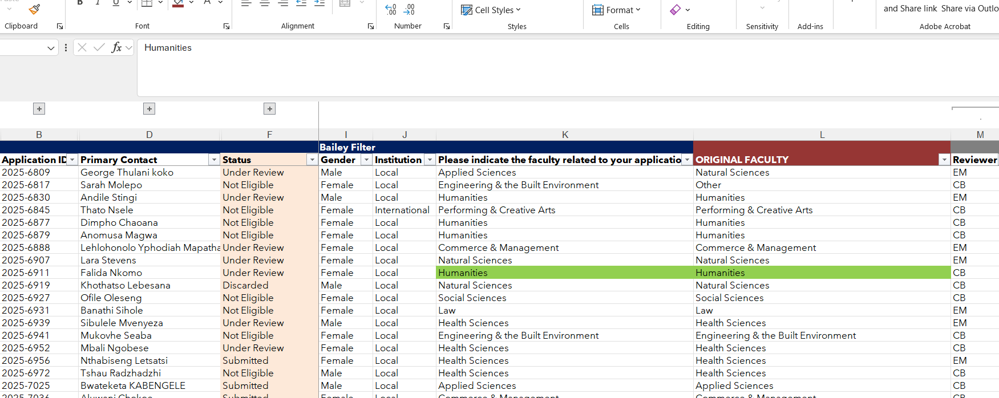 B I U A
Clipboard Font Alignment Number Styles Cells Editing Sensitivity Add-ins Adobe Acrobat
Cell Styles Format and Share link Share via Outlo
fx Humanities
B D F I J K L M
Bailey Filter
Application ID Primary Contact Status Gender Institution Please indicate the faculty related to your applicatio ORIGINAL FACULTY Reviewer
2025-6809 George Thulani koko Under Review Male Local Applied Sciences Natural Sciences EM
2025-6817 Sarah Molepo Not Eligible Female Local Engineering & the Built Environment Other CB
2025-6830 Andile Stingi Under Review Male Local Humanities Humanities EM
2025-6845 Thato Nsele Not Eligible Female International Performing & Creative Arts Performing & Creative Arts CB
2025-6877 Dimpho Chaoana Not Eligible Female Local Humanities Humanities CB
2025-6879 Anomusa Magwa Not Eligible Female Local Humanities Humanities CB
2025-6888 Lehlohonolo Yphodiah Mapatha Under Review Female Local Commerce & Management Commerce & Management EM
2025-6907 Lara Stevens Under Review Female Local Natural Sciences Natural Sciences EM
2025-6911 Falida Nkomo Under Review Female Local Humanities Humanities CB
2025-6919 Khothatso Lebesana Discarded Male Local Natural Sciences Natural Sciences CB
2025-6927 Ofile Oleseng Not Eligible Female Local Social Sciences Social Sciences CB
2025-6931 Banathi Sihole Not Eligible Female Local Law Law EM
2025-6939 Sibulele Mvenyeza Under Review Male Local Health Sciences Health Sciences EM
2025-6941 Mukovhe Seaba Not Eligible Female Local Engineering & the Built Environment Engineering & the Built Environment CB
2025-6952 Mbali Ngobese Under Review Female Local Health Sciences Health Sciences CB
2025-6956 Nthabiseng Letsatsi Submitted Female Local Health Sciences Health Sciences EM
2025-6972 Tshau Radzhadzhi Not Eligible Male Local Health Sciences Health Sciences CB
2025-7025 Bwateketa KABENGELE Submitted Male Local Applied Sciences Applied Sciences CB